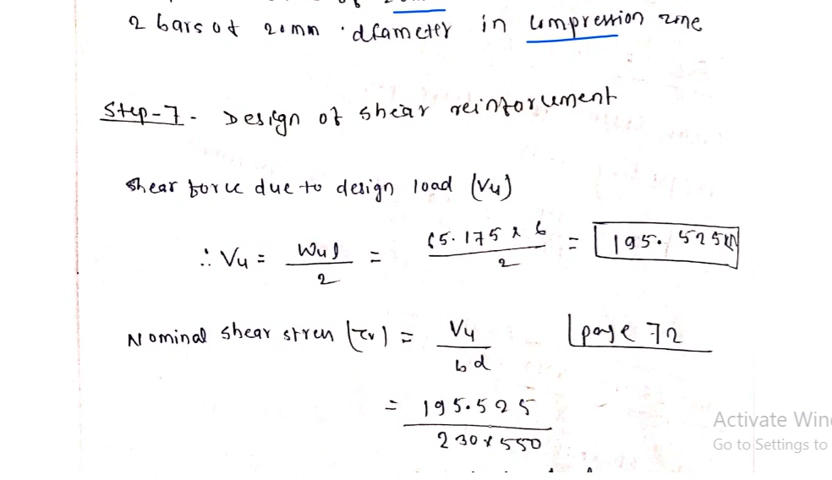 2 bars of 20mm diameter in compression zone
Step-7- Design of shear reinforcement
Shear force due to design load (Vu)
∴ Vu = Wul / 2 = 65.175 x 6 / 2 = 195.525 kN
Nominal shear stress (τv) = Vu / bd page 72
= 195.525 / 230 x 550
Activate Win
Go to Settings to